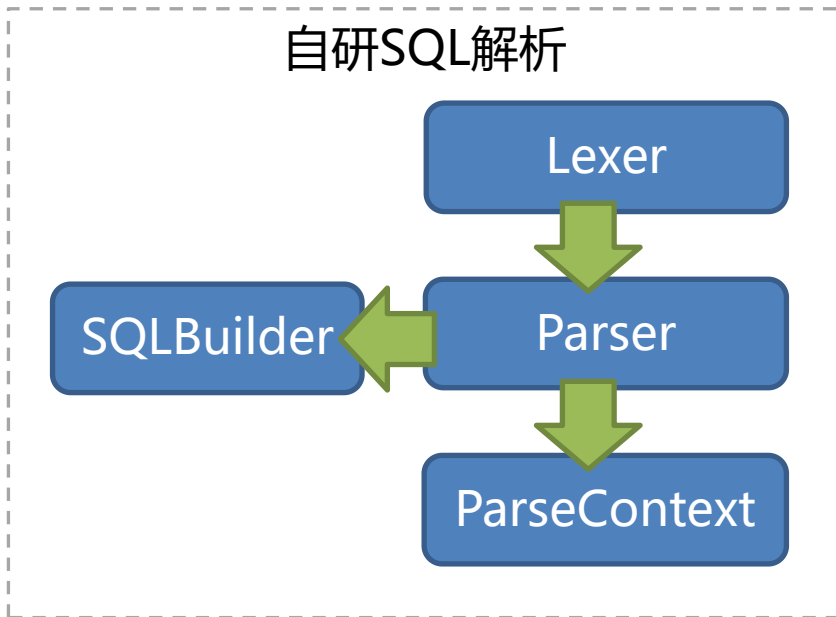 自研SQL解析
Lexer
SQLBuilder
Parser
ParseContext